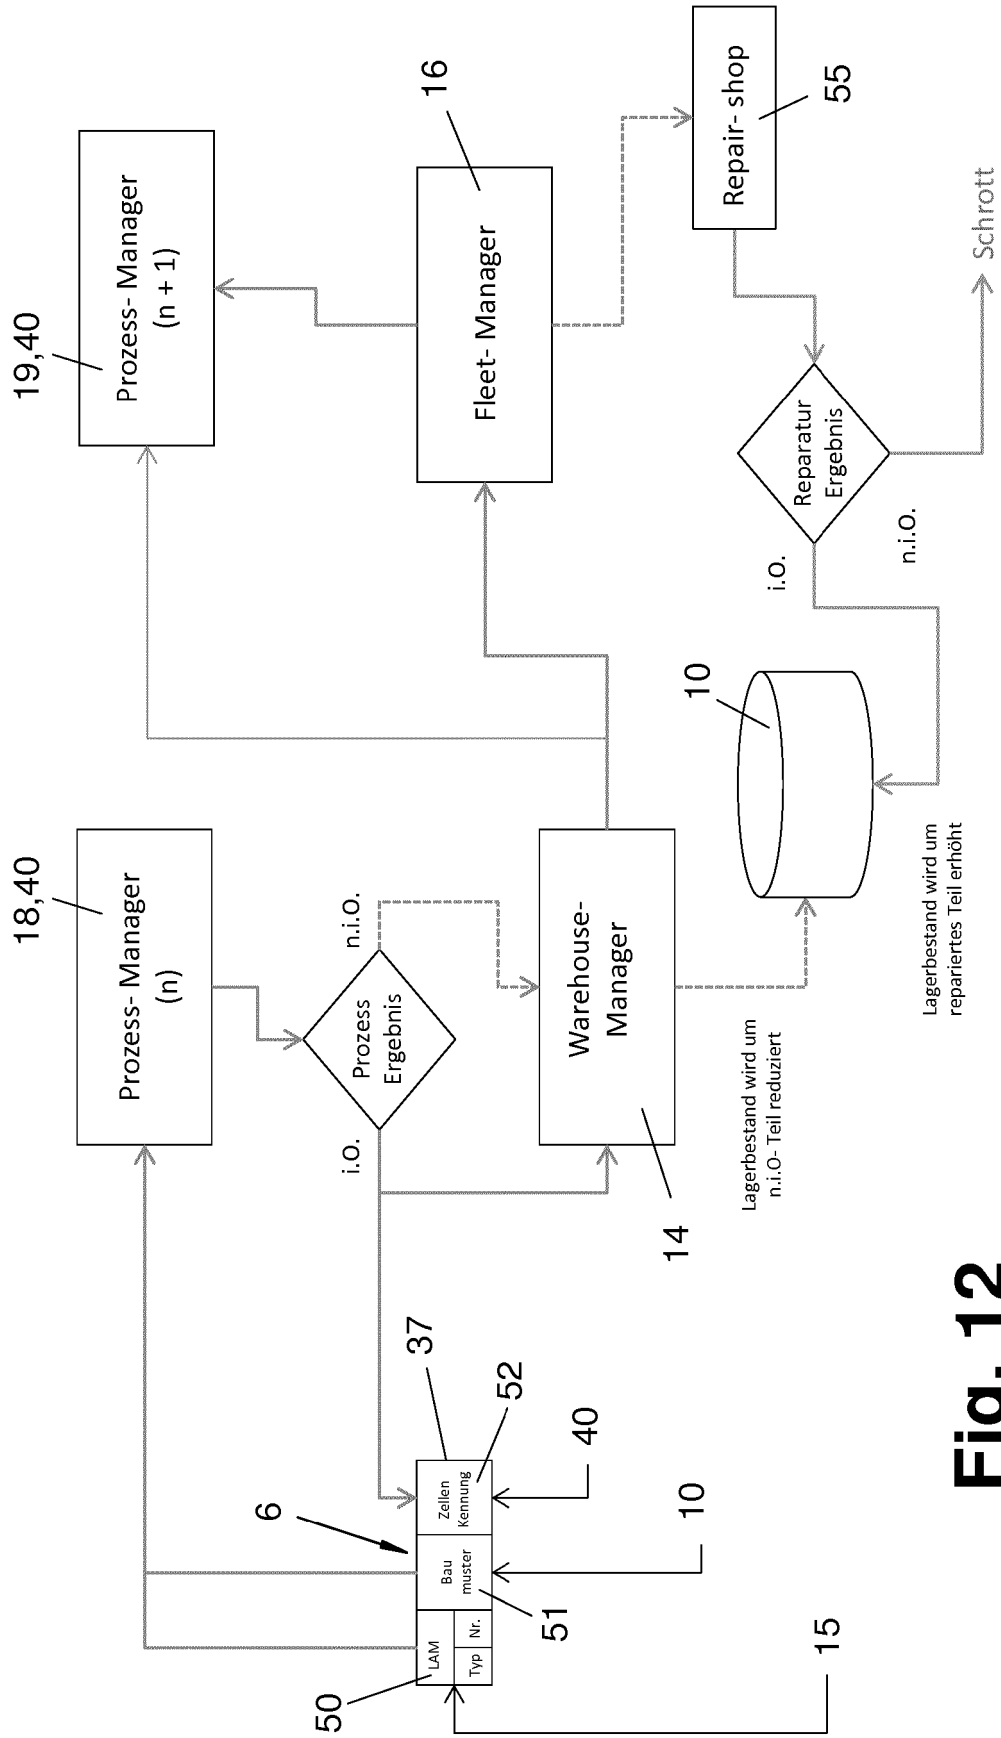 18,40
Prozess- Manager
(n)
19,40
Prozess- Manager
(n + 1)
6
37
i.O.
Prozess
Ergebnis
n.i.O.
16
Fleet- Manager
50
LAM
Typ
Nr.
Bau
muster
51
Zellen
Kennung
52
40
10
15
Warehouse-
Manager
14
Lagerbestand wird um
n.i.O- Teil reduziert
10
Lagerbestand wird um
repariertes Teil erhöht
i.O.
Reparatur
Ergebnis
n.i.O.
Repair- shop
55
Schrott
Fig. 12